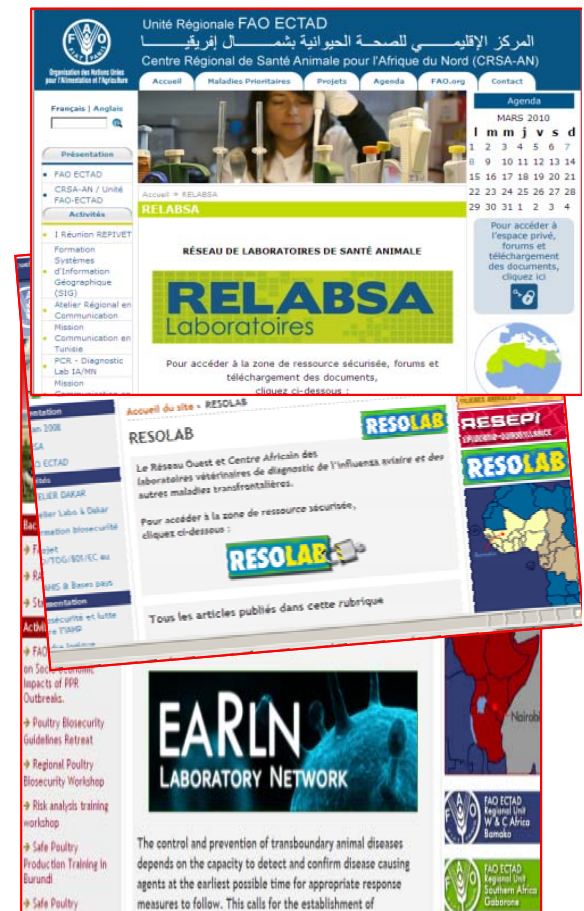 Unité Régionale FAO ECTAD
المركز الإقليمـــــي للصحــة الحيوانية بشمــــــال إفريقيـــــا
Centre Régional de Santé Animale pour l'Afrique du Nord (CRSA-AN)
Organisation des Nations Unies
pour l'Alimentation et l'Agriculture
Accueil
Maladies Prioritaires
Projets
Agenda
FAO.org
Contact
Français | Anglais
Présentation
FAO ECTAD
CRSA-AN / Unité
FAO-ECTAD
Activités
I Réunion REPIVET
Formation
Systèmes
d'Information
Géographique
(SIG)
Atelier Régional en
Communication
Mission
Communication en
Tunisie
PCR - Diagnostic
Lab IA/MN
Mission
Accueil > RELABSA
RELABSA
RÉSEAU DE LABORATOIRES DE SANTÉ ANIMALE
RELABSA
Laboratoires
Pour accéder à la zone de ressource sécurisée, forums et
téléchargement des documents,
cliquez ci-dessous :
Agenda
MARS 2010
l m m j v s d
1 2 3 4 5 6 7
8 9 10 11 12 13 14
15 16 17 18 19 20 21
22 23 24 25 26 27 28
29 30 31 1 2 3 4
Pour accéder à
l'espace privé,
forums et
téléchargement
des documents,
cliquez ici
Accueil du site > RESOLAB
RESOLAB
RESOLAB
Le Réseau Ouest et Centre Africain des
laboratoires vétérinaires de diagnostic de l'influenza aviaire et des
autres maladies transfrontalières.
Pour accéder à la zone de ressource sécurisée,
cliquez ci-dessous :
RESOLAB
Tous les articles publiés dans cette rubrique
RESEPI
RESOLAB
ECTAD
on Socio-economic
Impacts of PPR
Outbreaks.
Poultry Biosecurity
Guidelines Retreat
Regional Poultry
Biosecurity Workshop
Risk analysis training
workshop
Safe Poultry
Production Training in
Burundi
Safe Poultry
EARLN
LABORATORY NETWORK
The control and prevention of transboundary animal diseases
depends on the capacity to detect and confirm disease causing
agents at the earliest possible time for appropriate response
measures to follow. This calls for the establishment of
Nairobi
FAO ECTAD
Regional Unit
W & C Africa
Bamako
FAO ECTAD
Regional Unit
Southern Africa
Gaborone